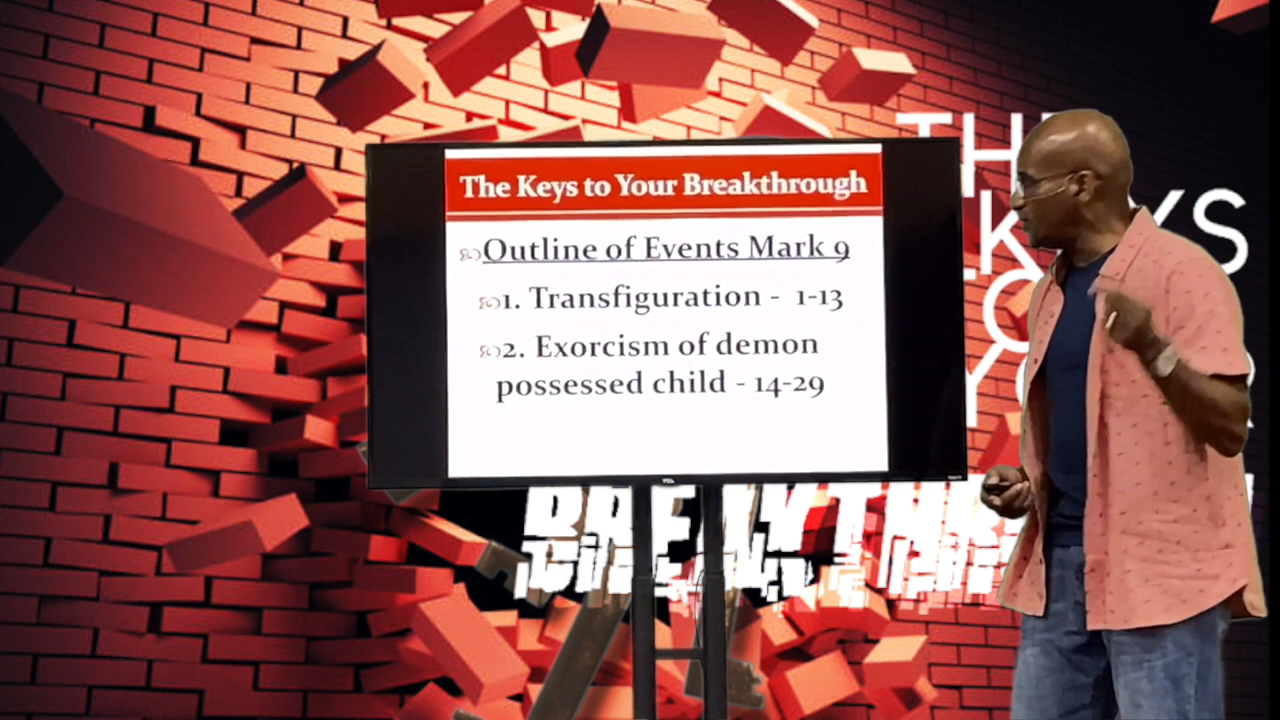 The Keys to Your Breakthrough
Outline of Events Mark 9
1. Transfiguration - 1-13
2. Exorcism of demon
possessed child - 14-29
TCL